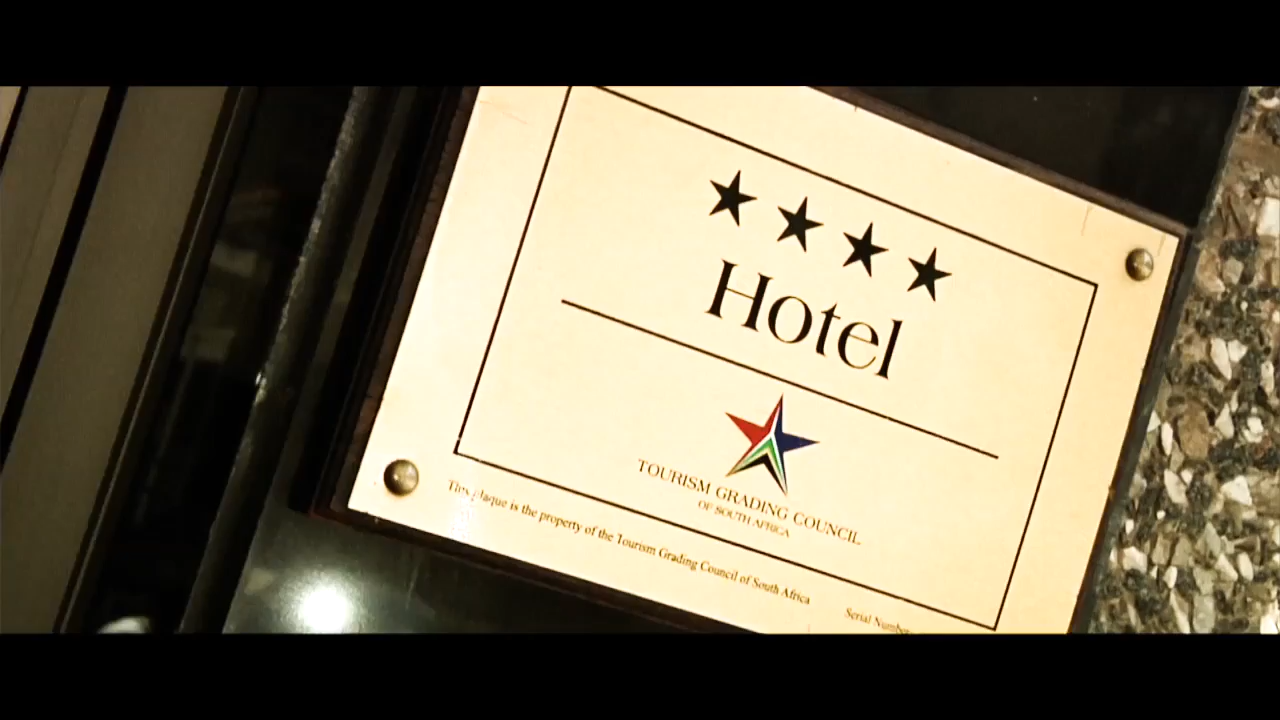 Hotel
TOURISM GRADING COUNCIL
OF SOUTH AFRICA
This plaque is the property of the Tourism Grading Council of South Africa
Serial Number